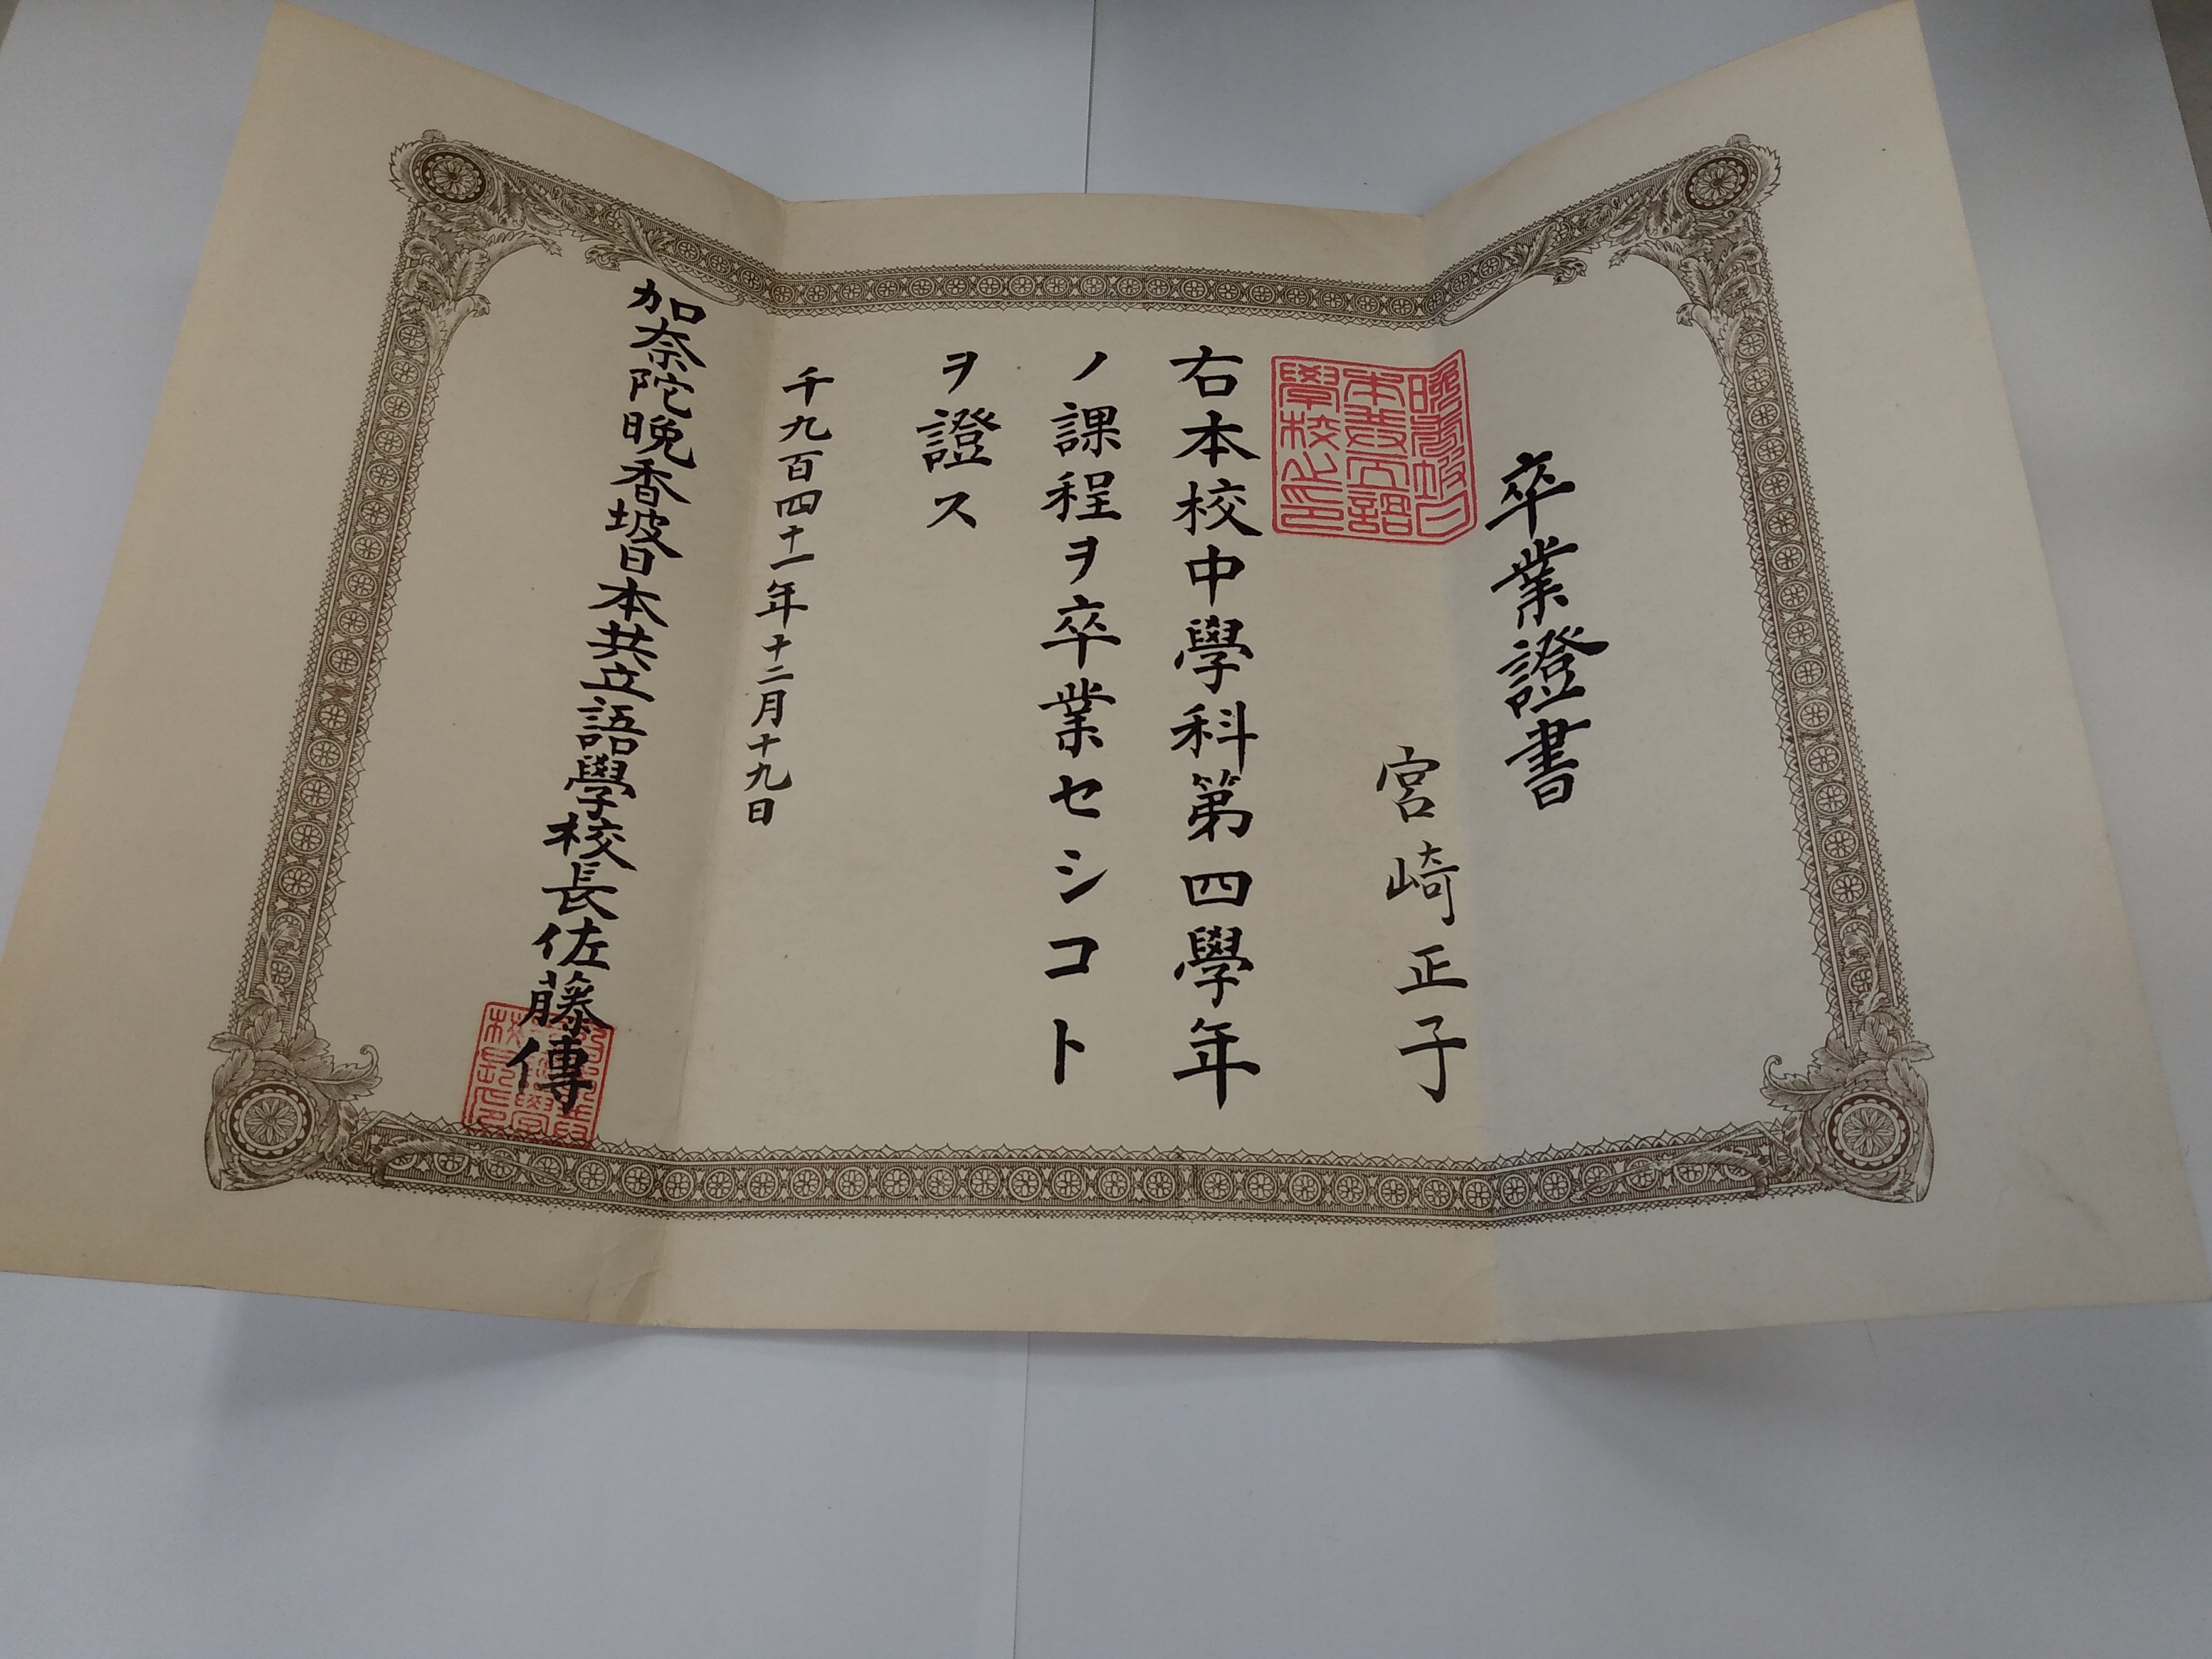 卒業證書
宮崎正子
右本校中學科第四學年
ノ課程ヲ卒業セシコト
ヲ證ス
千九百四十一年十二月十九日
加奈陀晩香坡日本共立語學校長佐藤傳
晩香坡日
本共立語
學校之印